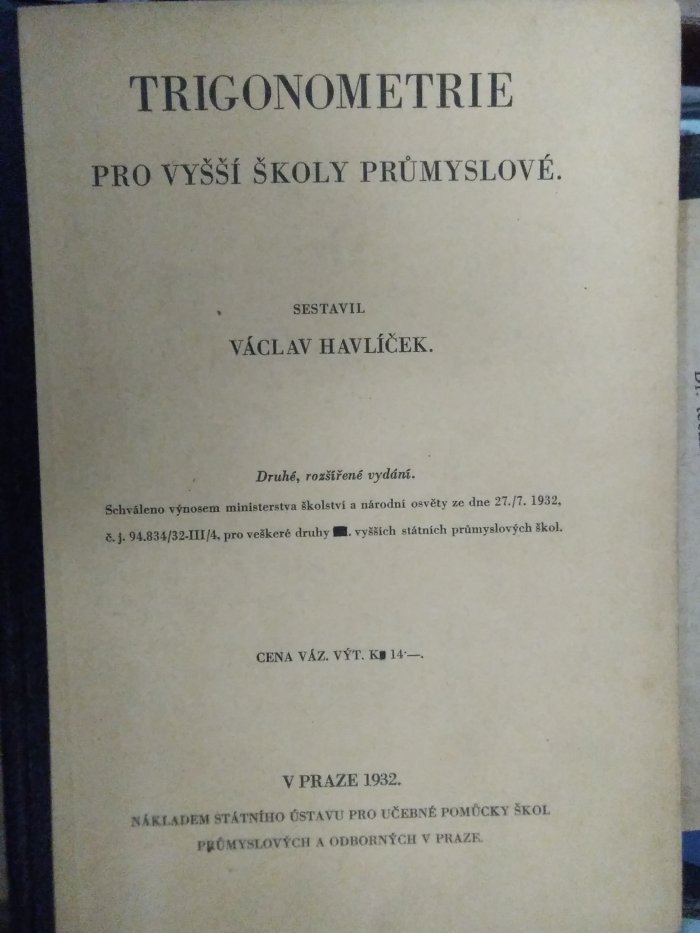 TRIGONOMETRIE
PRO VYŠŠÍ ŠKOLY PRŮMYSLOVÉ.
SESTAVIL
VÁCLAV HAVLÍČEK.
Druhé, rozšířené vydání.
Schváleno výnosem ministerstva školství a národní osvěty ze dne 27./7. 1932,
č. j. 94.834/32-III/4, pro veškeré druhy . vyšších státních průmyslových škol.
CENA VÁZ. VÝT. K 14·—.
V PRAZE 1932.
NÁKLADEM STÁTNÍHO ÚSTAVU PRO UČEBNÉ POMŮCKY ŠKOL
PRŮMYSLOVÝCH A ODBORNÝCH V PRAZE.
Dr.